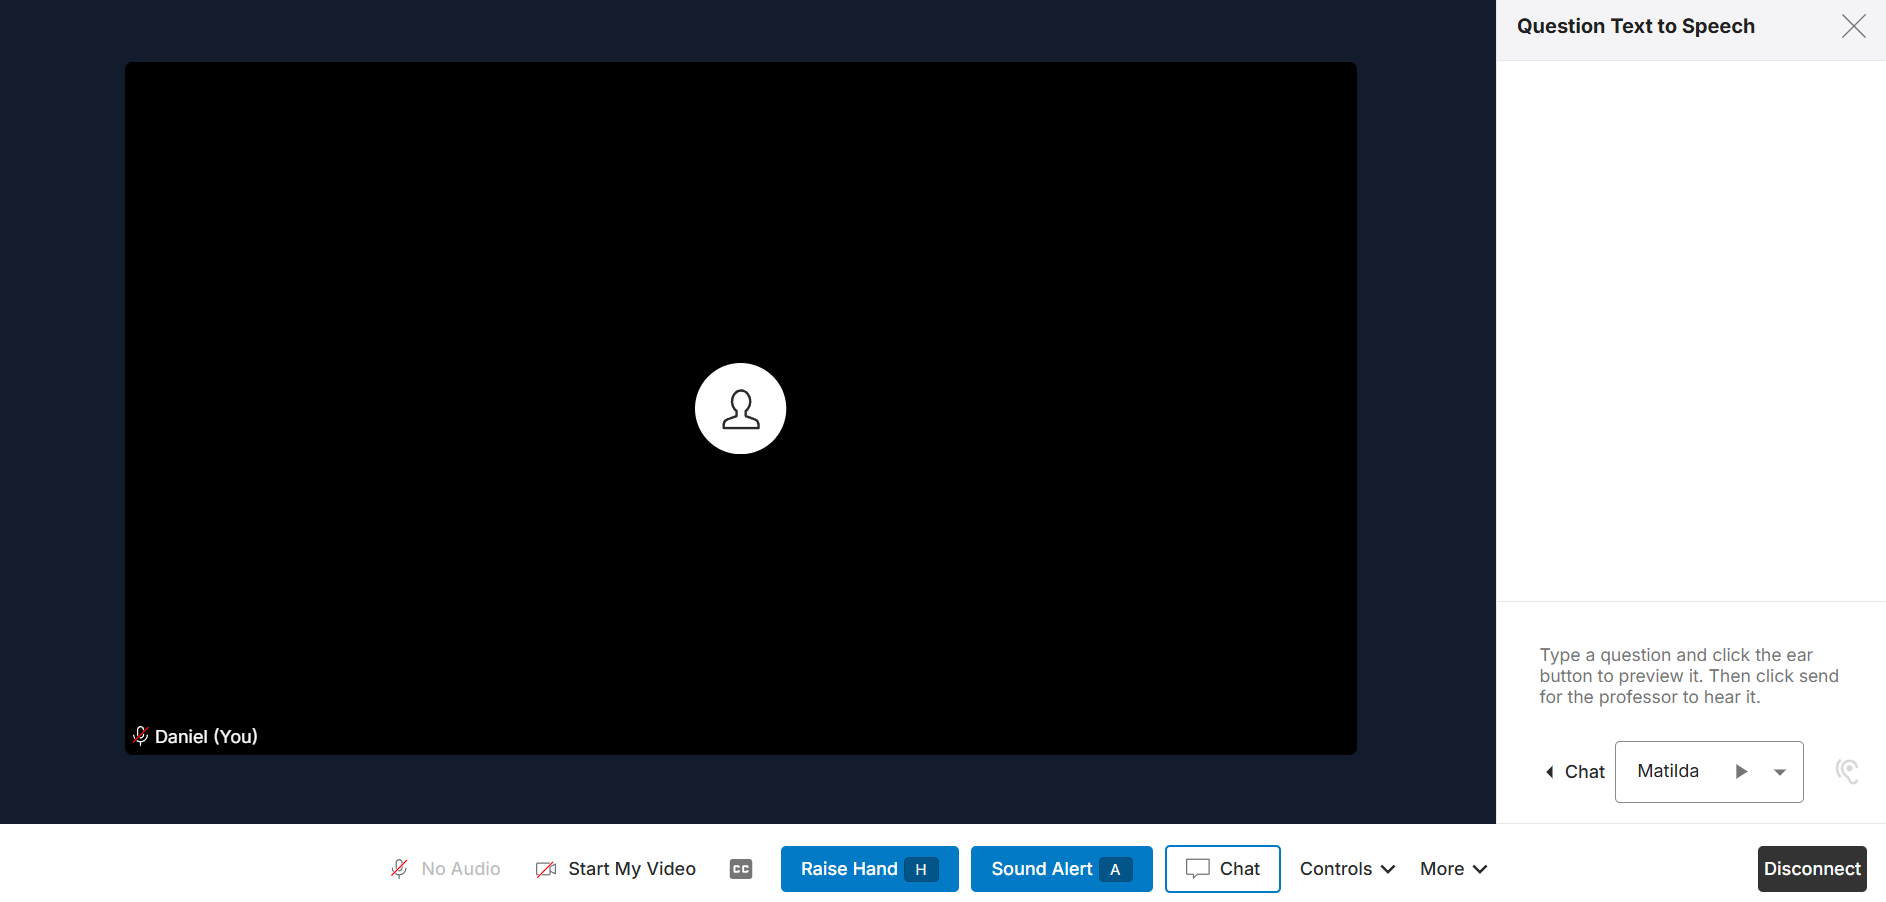 Question Text to Speech
Daniel (You)
Type a question and click the ear
button to preview it. Then click send
for the professor to hear it.
Chat
Matilda
No Audio
Start My Video
CC
Raise Hand H
Sound Alert A
Chat
Controls
More
Disconnect